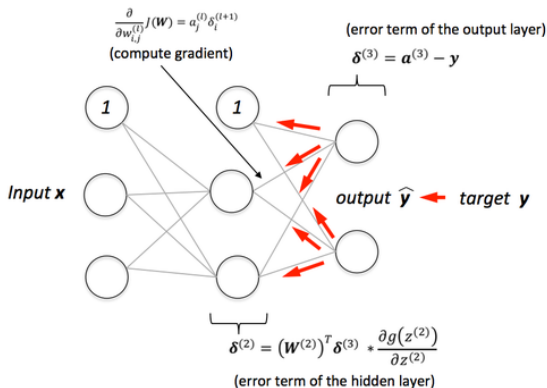 ∂/∂w_{i,j}^{(l)} J(W) = a_j^{(l)} δ_i^{(l+1)}
(compute gradient)
(error term of the output layer)
δ^{(3)} = a^{(3)} − y
1
1
Input x
output ŷ
target y
δ^{(2)} = (W^{(2)})^T δ^{(3)} * ∂g(z^{(2)})/∂z^{(2)}
(error term of the hidden layer)